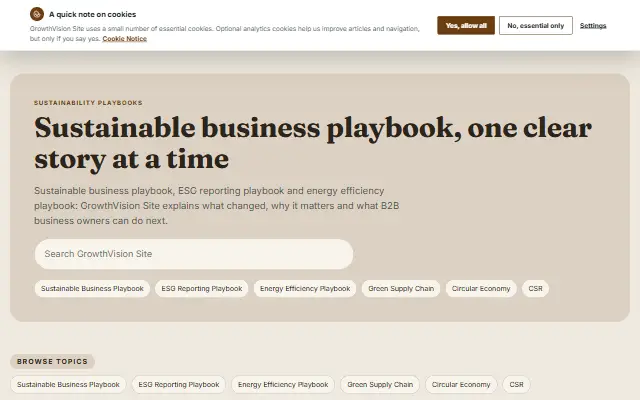 A quick note on cookies
GrowthVision Site uses a small number of essential cookies. Optional analytics cookies help us improve articles and navigation,
but only if you say yes. Cookie Notice
Yes, allow all
No, essential only
Settings
SUSTAINABILITY PLAYBOOKS
Sustainable business playbook, one clear
story at a time
Sustainable business playbook, ESG reporting playbook and energy efficiency
playbook: GrowthVision Site explains what changed, why it matters and what B2B
business owners can do next.
Search GrowthVision Site
Sustainable Business Playbook
ESG Reporting Playbook
Energy Efficiency Playbook
Green Supply Chain
Circular Economy
CSR
BROWSE TOPICS
Sustainable Business Playbook
ESG Reporting Playbook
Energy Efficiency Playbook
Green Supply Chain
Circular Economy
CSR